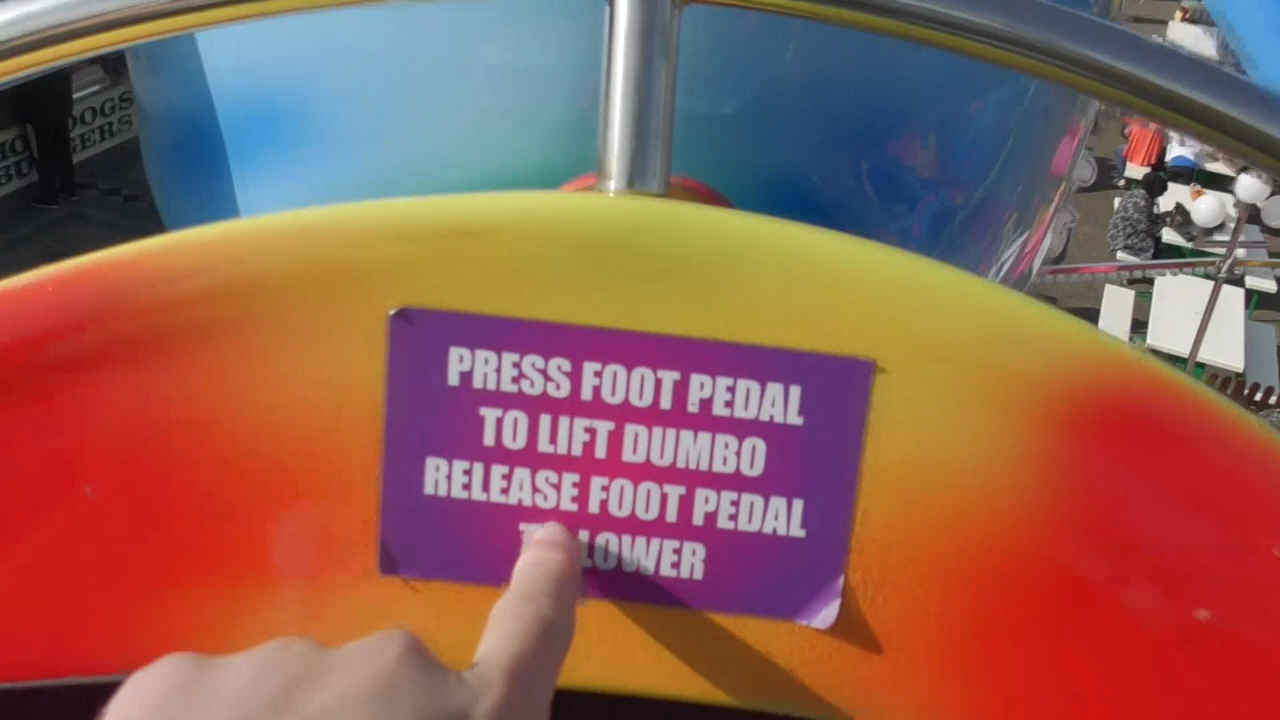 PRESS FOOT PEDAL
TO LIFT DUMBO
RELEASE FOOT PEDAL
LOWER